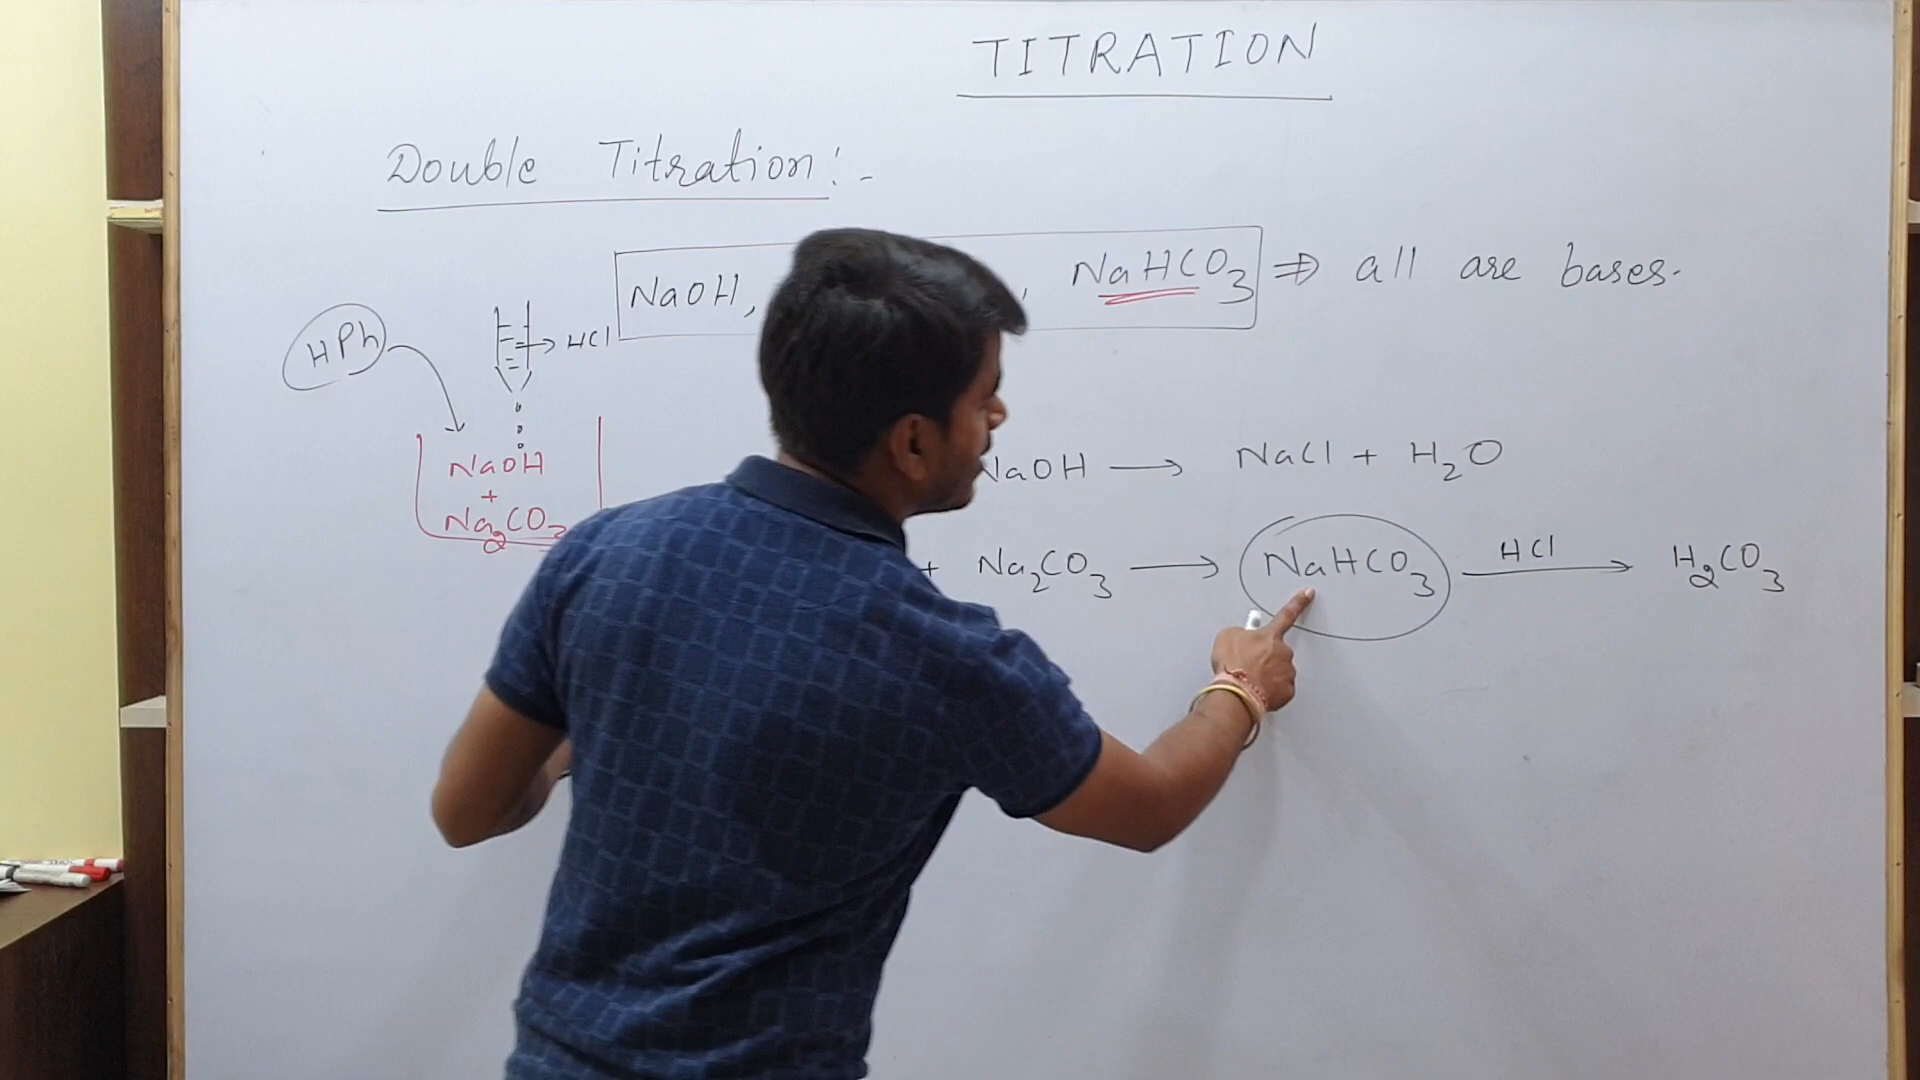 TITRATION
Double Titration:-
NaOH, , NaHCO3 ⇒ all are bases.
HPh
→ HCl
NaOH
+
Na2CO3
NaOH → NaCl + H2O
+ Na2CO3 → NaHCO3 HCl → H2CO3